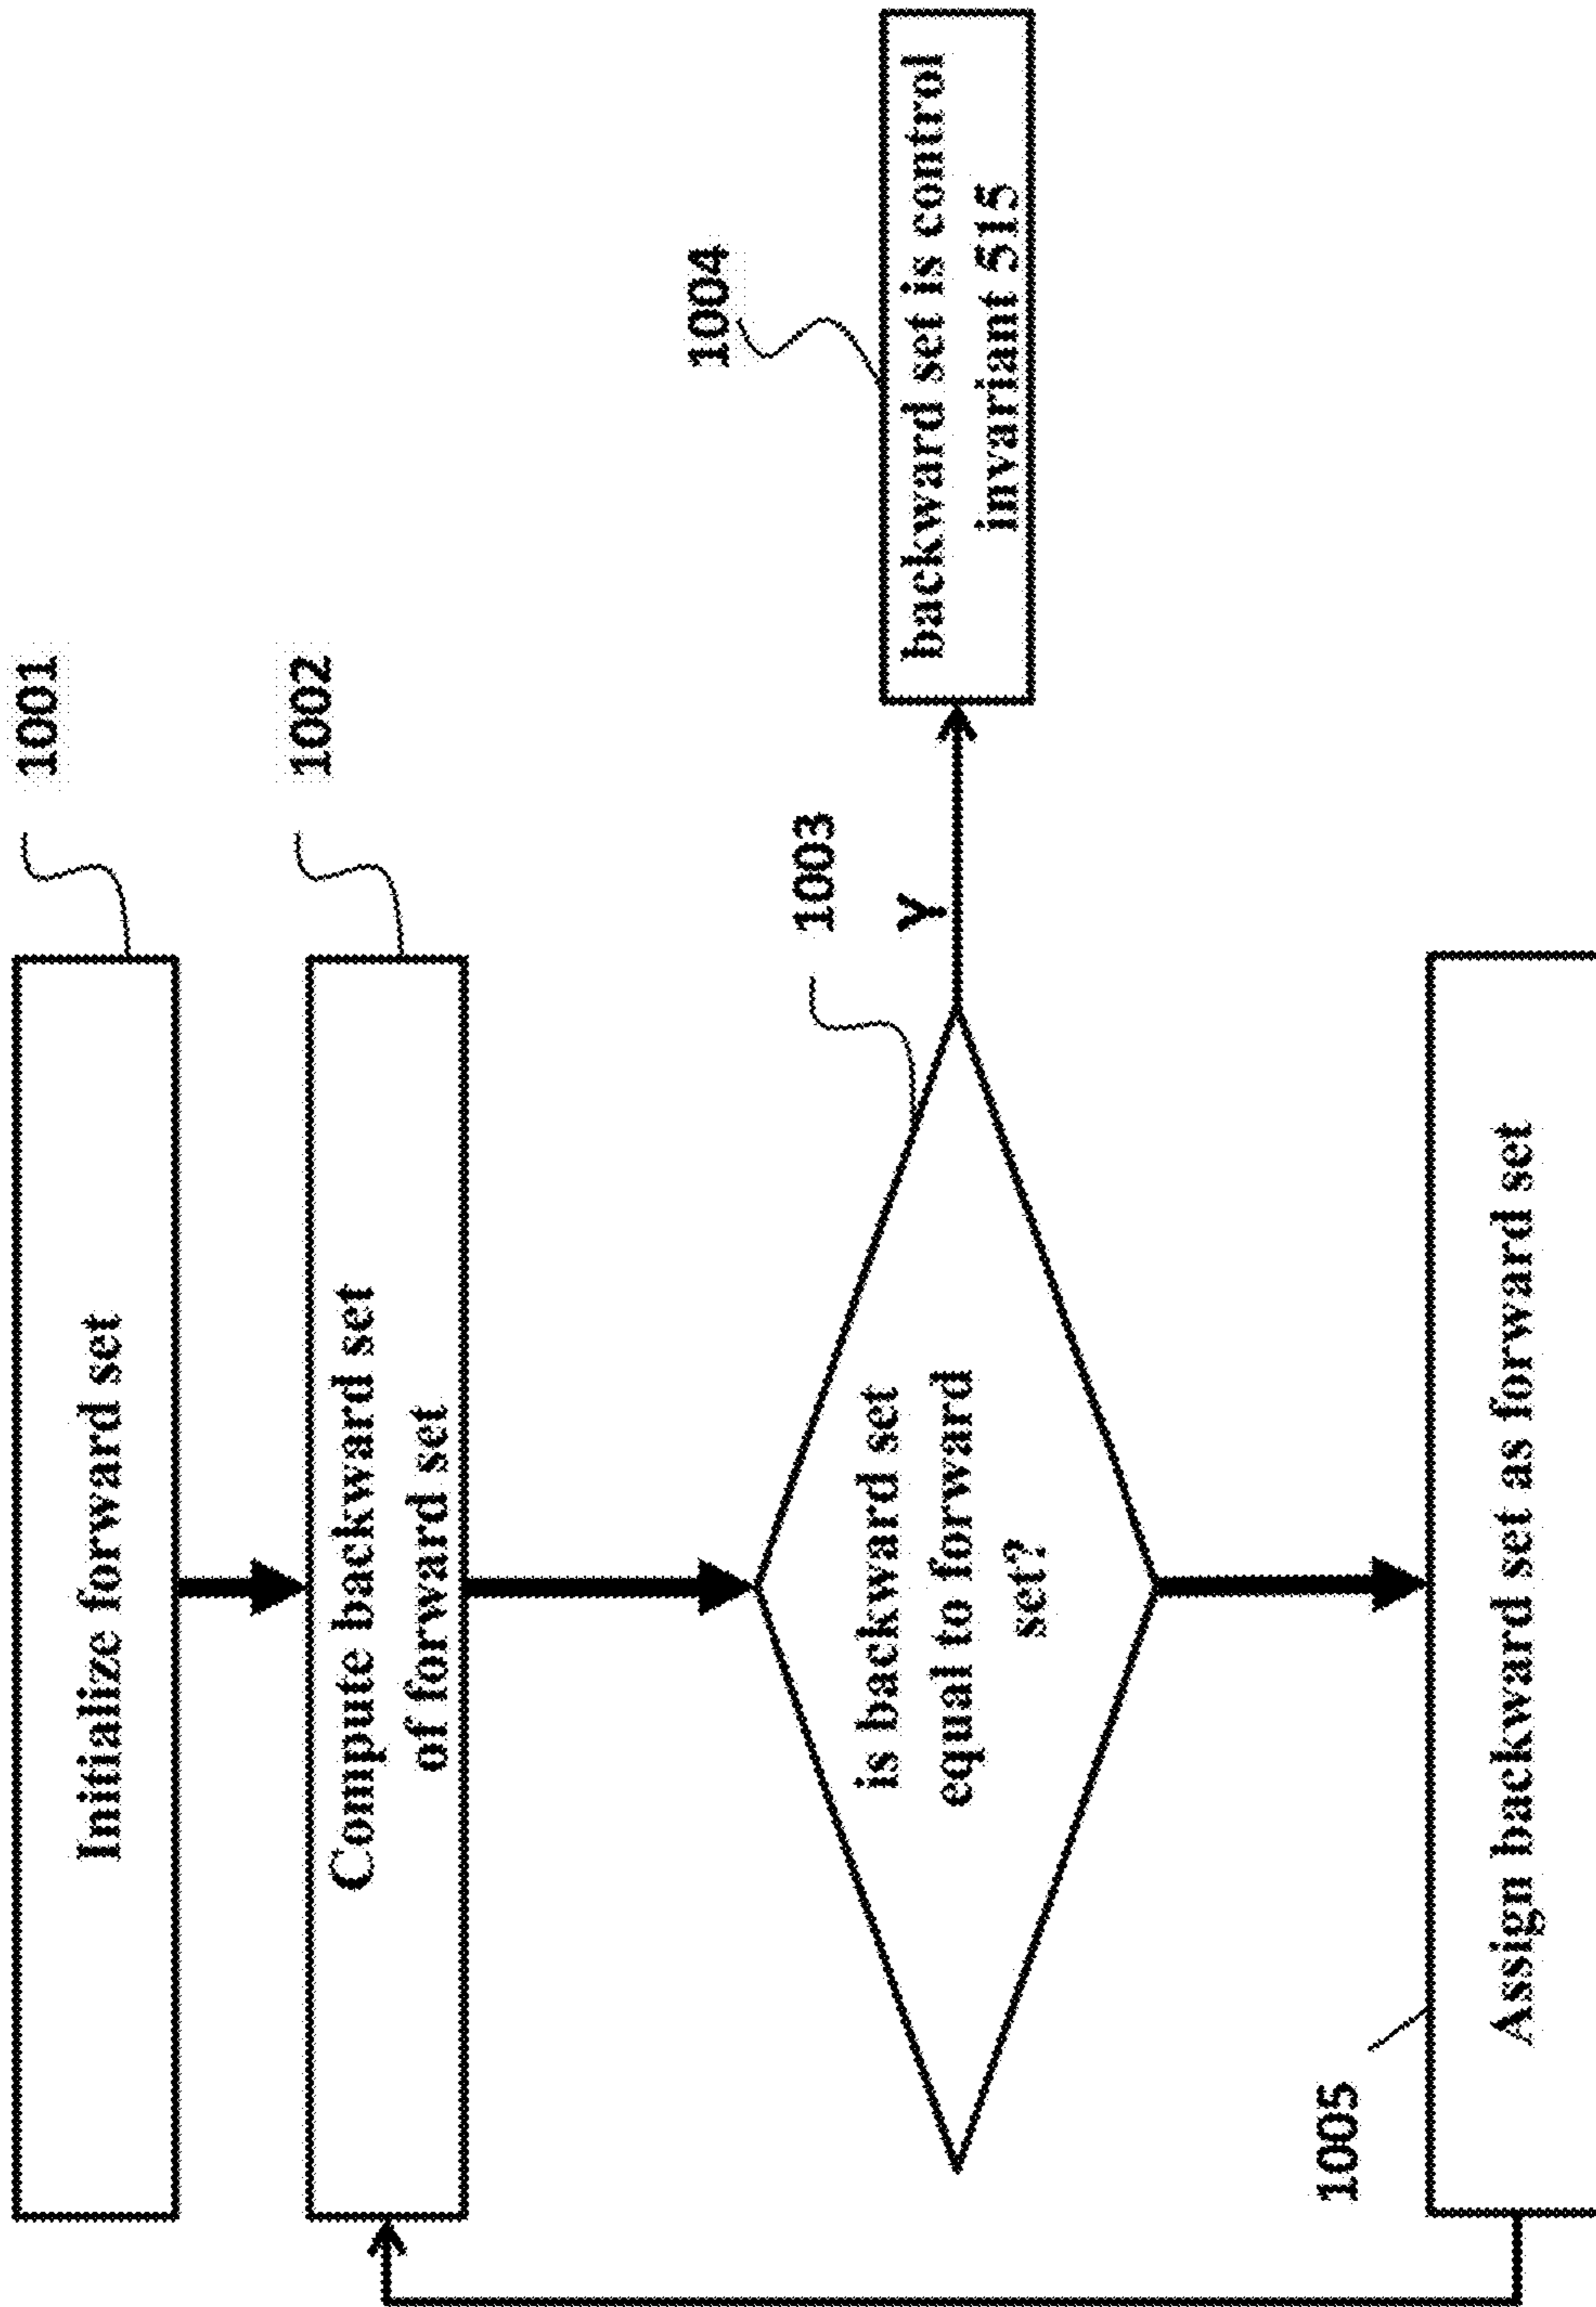 1001
Initialize forward set
1002
Compute backward set
of forward set
1003
is backward set
equal to forward
set?
Y
1004
backward set is control
invariant 515
1005
Assign backward set as forward set